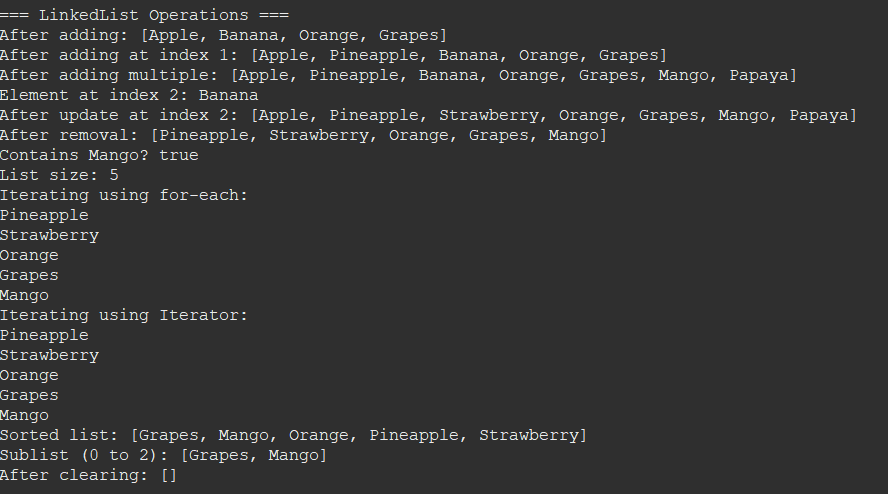 === LinkedList Operations ===
After adding: [Apple, Banana, Orange, Grapes]
After adding at index 1: [Apple, Pineapple, Banana, Orange, Grapes]
After adding multiple: [Apple, Pineapple, Banana, Orange, Grapes, Mango, Papaya]
Element at index 2: Banana
After update at index 2: [Apple, Pineapple, Strawberry, Orange, Grapes, Mango, Papaya]
After removal: [Pineapple, Strawberry, Orange, Grapes, Mango]
Contains Mango? true
List size: 5
Iterating using for-each:
Pineapple
Strawberry
Orange
Grapes
Mango
Iterating using Iterator:
Pineapple
Strawberry
Orange
Grapes
Mango
Sorted list: [Grapes, Mango, Orange, Pineapple, Strawberry]
Sublist (0 to 2): [Grapes, Mango]
After clearing: []